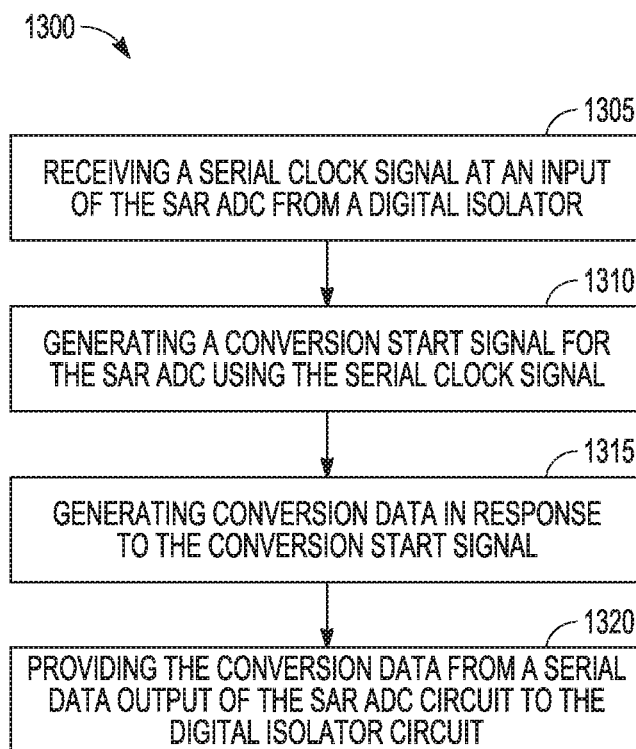 1300
1305
RECEIVING A SERIAL CLOCK SIGNAL AT AN INPUT
OF THE SAR ADC FROM A DIGITAL ISOLATOR
1310
GENERATING A CONVERSION START SIGNAL FOR
THE SAR ADC USING THE SERIAL CLOCK SIGNAL
1315
GENERATING CONVERSION DATA IN RESPONSE
TO THE CONVERSION START SIGNAL
1320
PROVIDING THE CONVERSION DATA FROM A SERIAL
DATA OUTPUT OF THE SAR ADC CIRCUIT TO THE
DIGITAL ISOLATOR CIRCUIT